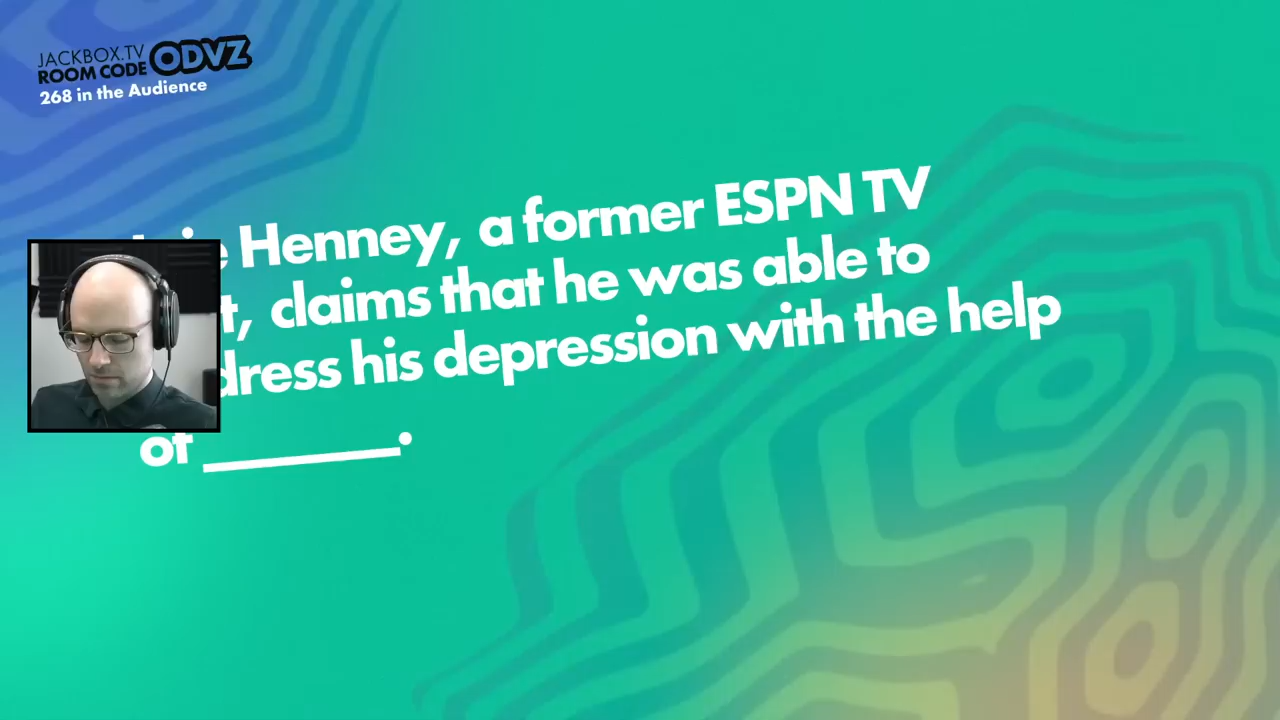 JACKBOX.TV
ROOM CODE ODVZ
268 in the Audience
Henney, a former ESPN TV
claims that he was able to
his depression with the help
of ______.